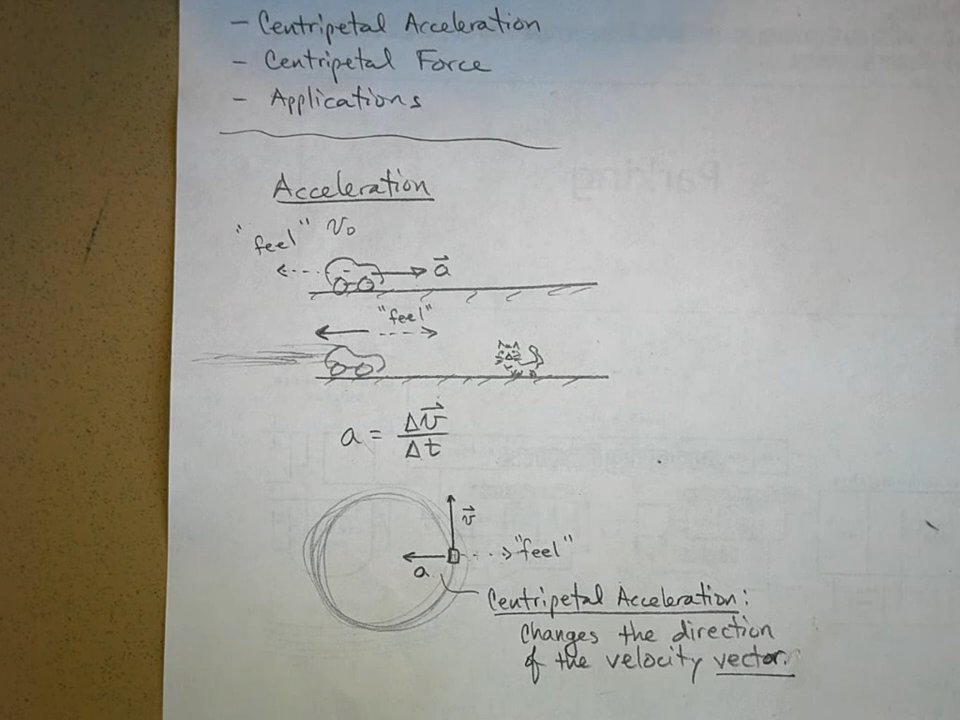 - Centripetal Acceleration
- Centripetal Force
- Applications
Acceleration
"feel" v₀
a⃗
"feel"
a = Δv⃗/Δt
v⃗
"feel"
a
Centripetal Acceleration:
Changes the direction
of the velocity vector.
Parking